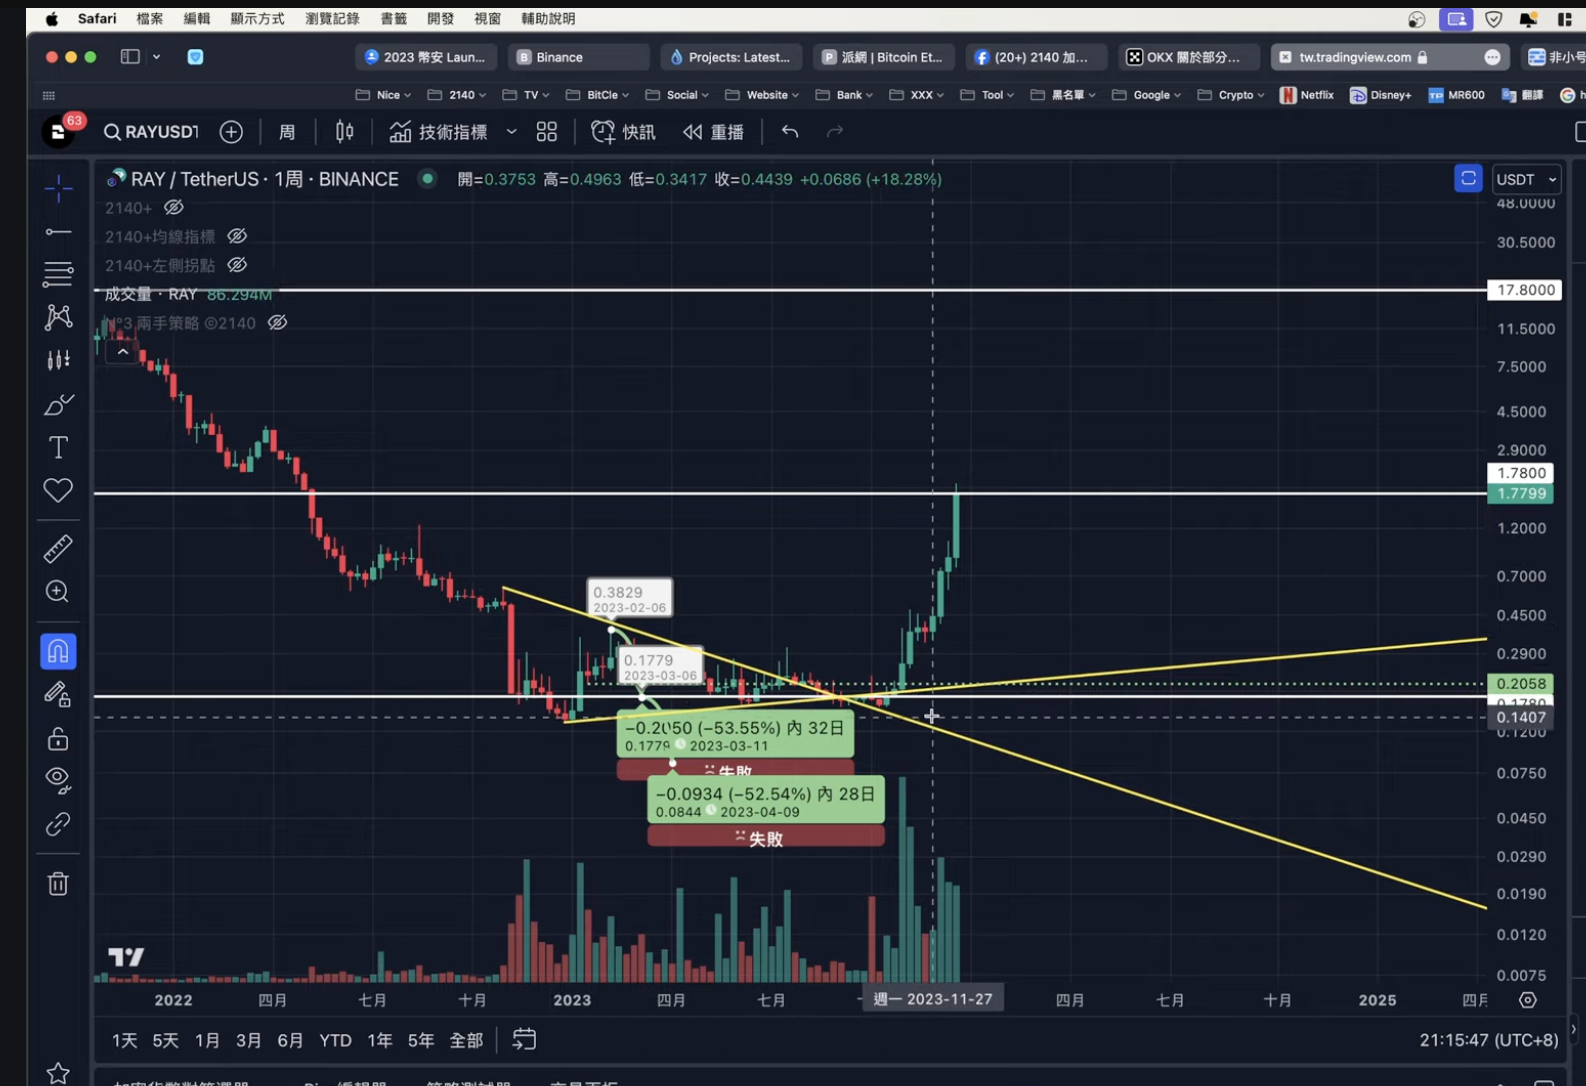 Safari 檔案 編輯 顯示方式 瀏覽記錄 書籤 開發 視窗 輔助說明
2023 幣安 Laun... Binance Projects: Latest... 派網 | Bitcoin Et... (20+) 2140 加... OKX 關於部分... tw.tradingview.com 非小号
Nice 2140 TV BitCle Social Website Bank XXX Tool 黑名單 Google Crypto Netflix Disney+ MR600 翻譯
63 RAYUSDT 周 技術指標 快訊 重播
RAY / TetherUS · 1周 · BINANCE 開=0.3753 高=0.4963 低=0.3417 收=0.4439 +0.0686 (+18.28%) USDT
2140+
2140+均線指標
2140+左側拐點
成交量 · RAY 86.294M
N°3 兩手策略 ©2140
48.0000
30.5000
17.8000
11.5000
7.5000
4.5000
2.9000
1.7800
1.7799
1.2000
0.7000
0.4500
0.2900
0.2058
0.1780
0.1407
0.1200
0.0750
0.0450
0.0290
0.0190
0.0120
0.0075
0.3829
2023-02-06
0.1779
2023-03-06
−0.2050 (−53.55%) 內 32日
0.1779 2023-03-11
失敗
−0.0934 (−52.54%) 內 28日
0.0844 2023-04-09
失敗
2022 四月 七月 十月 2023 四月 七月 週一 2023-11-27 四月 七月 十月 2025 四月
1天 5天 1月 3月 6月 YTD 1年 5年 全部 21:15:47 (UTC+8)